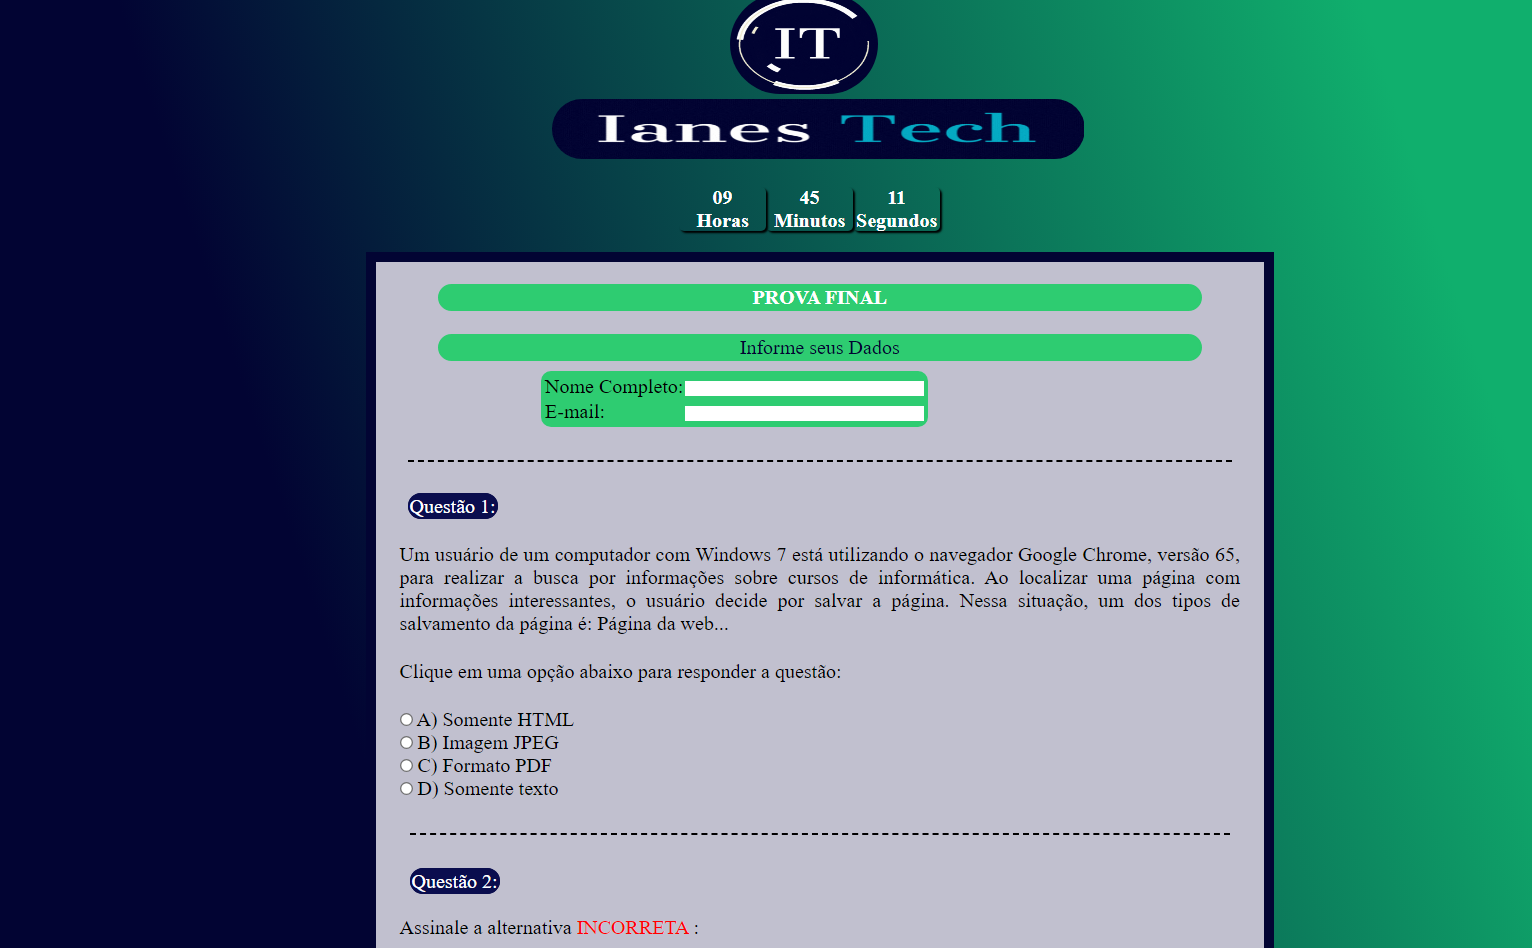 IT
Ianes Tech
09 45 11
Horas Minutos Segundos
PROVA FINAL
Informe seus Dados
Nome Completo:
E-mail:
Questão 1:
Um usuário de um computador com Windows 7 está utilizando o navegador Google Chrome, versão 65,
para realizar a busca por informações sobre cursos de informática. Ao localizar uma página com
informações interessantes, o usuário decide por salvar a página. Nessa situação, um dos tipos de
salvamento da página é: Página da web...
Clique em uma opção abaixo para responder a questão:
A) Somente HTML
B) Imagem JPEG
C) Formato PDF
D) Somente texto
Questão 2:
Assinale a alternativa INCORRETA :